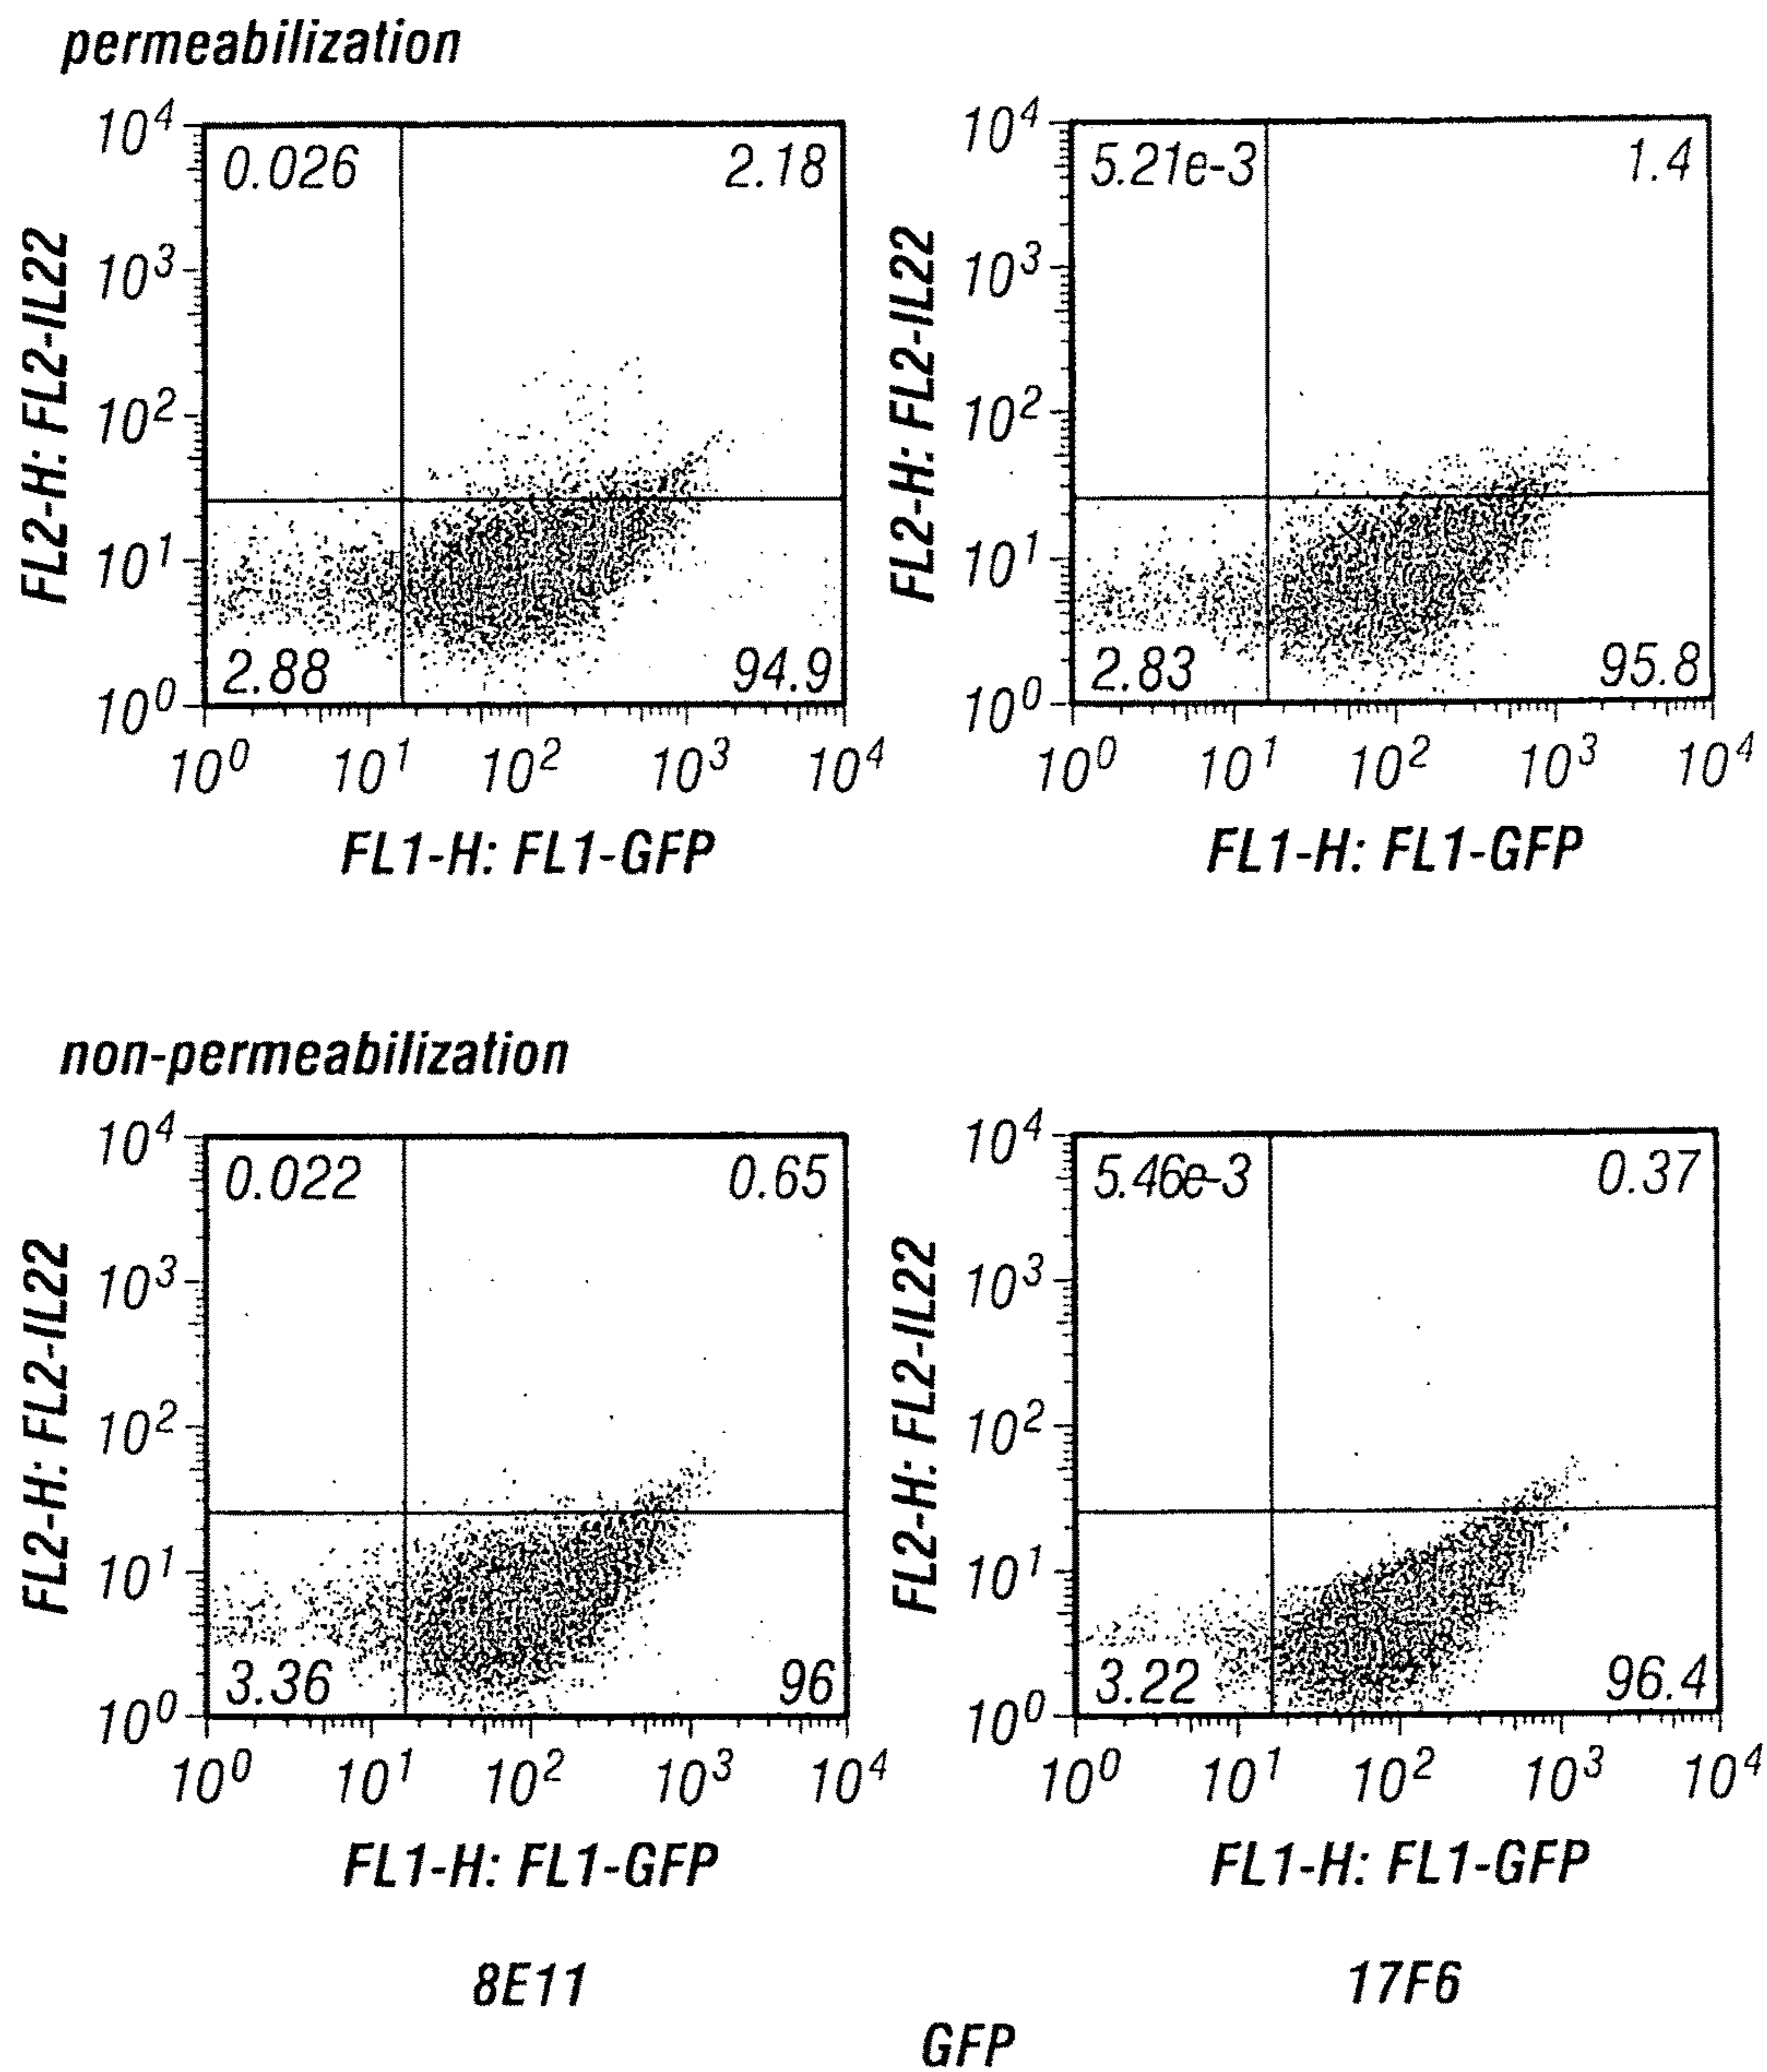 permeabilization
10^4
10^3
10^2
10^1
10^0
FL2-H: FL2-IL22
0.026
2.18
2.88
94.9
10^0 10^1 10^2 10^3 10^4
FL1-H: FL1-GFP
10^4
10^3
10^2
10^1
10^0
FL2-H: FL2-IL22
5.21e-3
1.4
2.83
95.8
10^0 10^1 10^2 10^3 10^4
FL1-H: FL1-GFP
non-permeabilization
10^4
10^3
10^2
10^1
10^0
FL2-H: FL2-IL22
0.022
0.65
3.36
96
10^0 10^1 10^2 10^3 10^4
FL1-H: FL1-GFP
10^4
10^3
10^2
10^1
10^0
FL2-H: FL2-IL22
5.46e-3
0.37
3.22
96.4
10^0 10^1 10^2 10^3 10^4
FL1-H: FL1-GFP
8E11
17F6
GFP